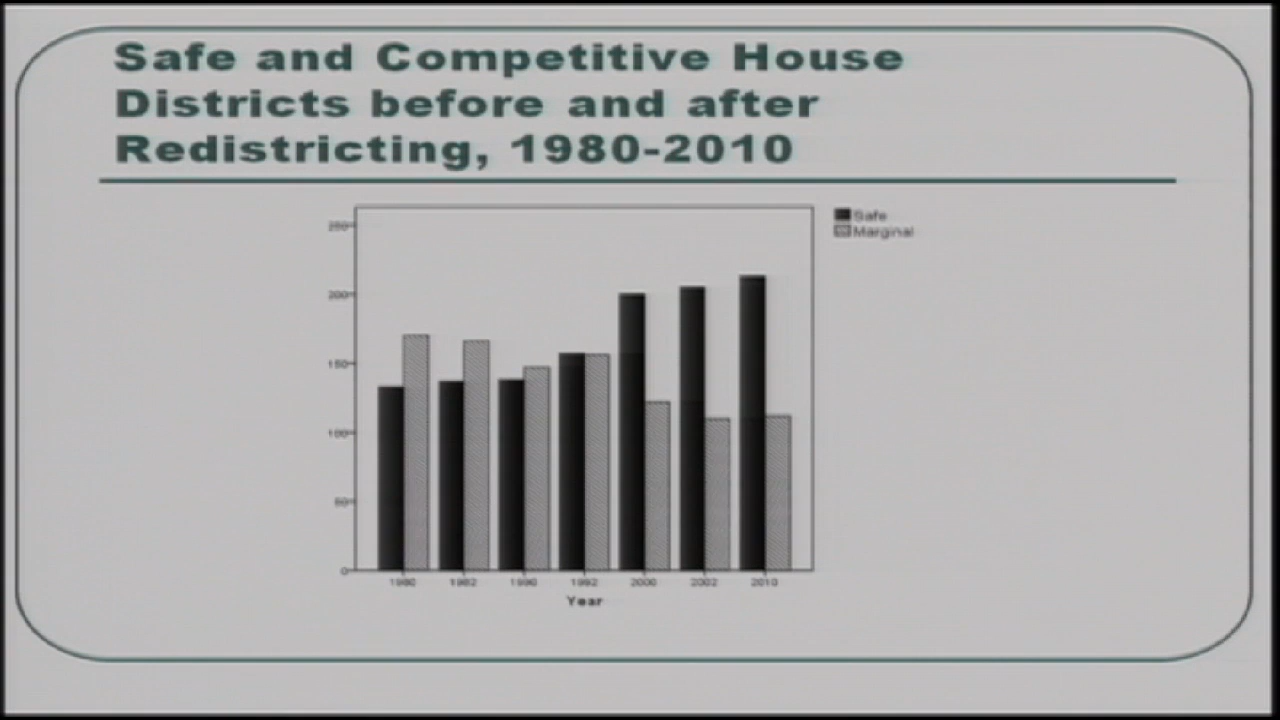 Safe and Competitive House
Districts before and after
Redistricting, 1980-2010
Safe
Marginal
250
200
150
100
50
0
1980 1982 1990 1992 2000 2002 2010
Year